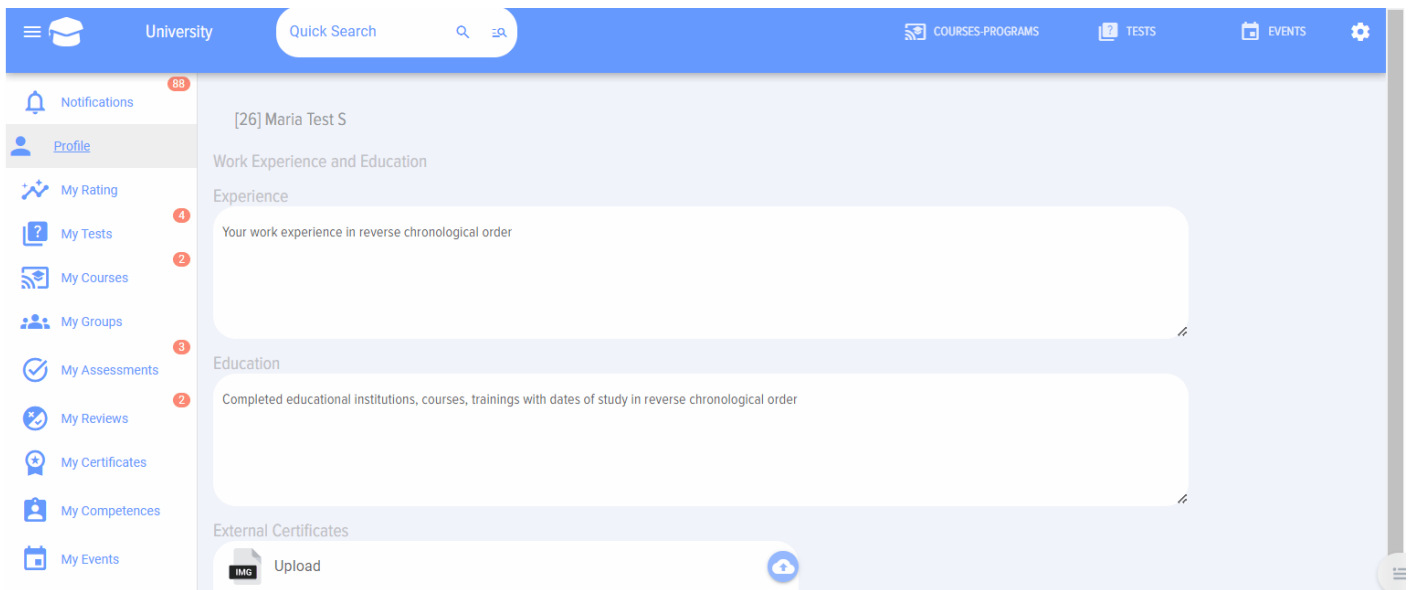 University
Quick Search
COURSES-PROGRAMS
? TESTS
EVENTS
88
Notifications
Profile
My Rating
4
? My Tests
2
My Courses
My Groups
3
My Assessments
2
My Reviews
My Certificates
My Competences
My Events
[26] Maria Test S
Work Experience and Education
Experience
Your work experience in reverse chronological order
Education
Completed educational institutions, courses, trainings with dates of study in reverse chronological order
External Certificates
IMG Upload